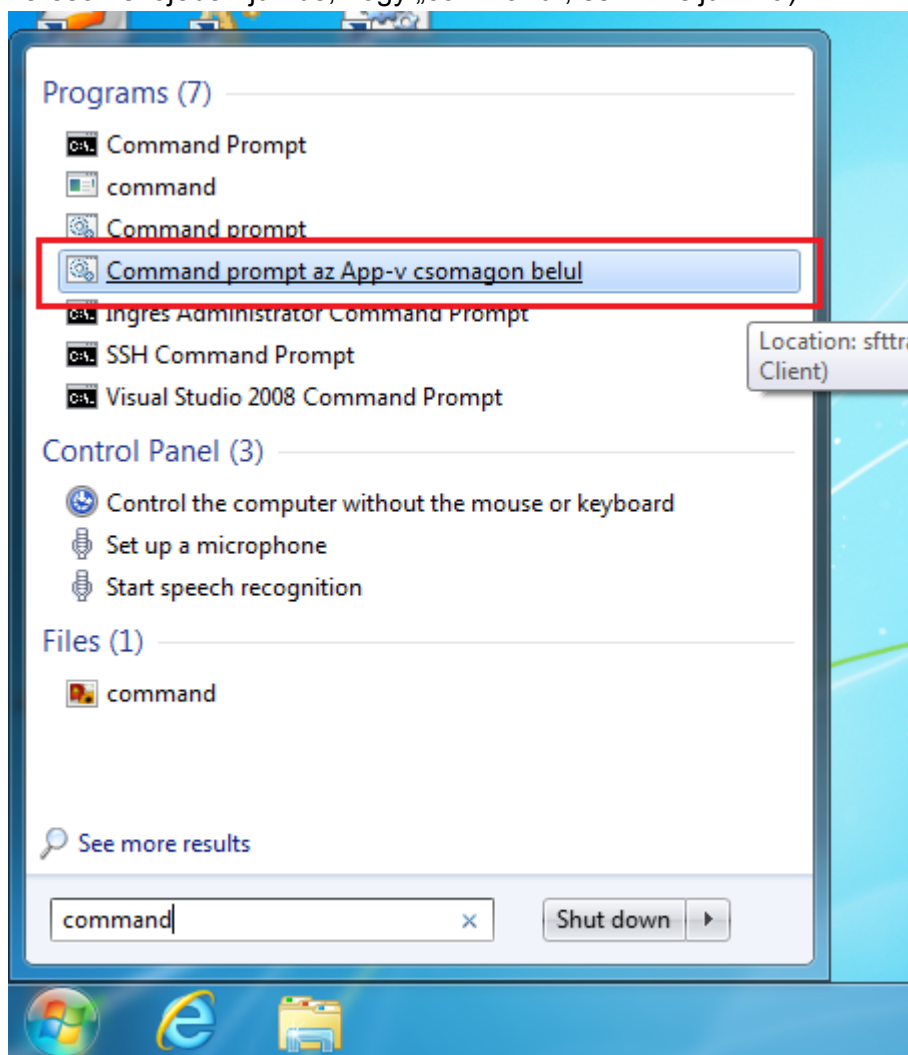 Programs (7)
Command Prompt
command
Command prompt
Command prompt az App-v csomagon belul
Ingres Administrator Command Prompt
SSH Command Prompt
Visual Studio 2008 Command Prompt
Location: sfttra
Client)
Control Panel (3)
Control the computer without the mouse or keyboard
Set up a microphone
Start speech recognition
Files (1)
command
See more results
command
Shut down